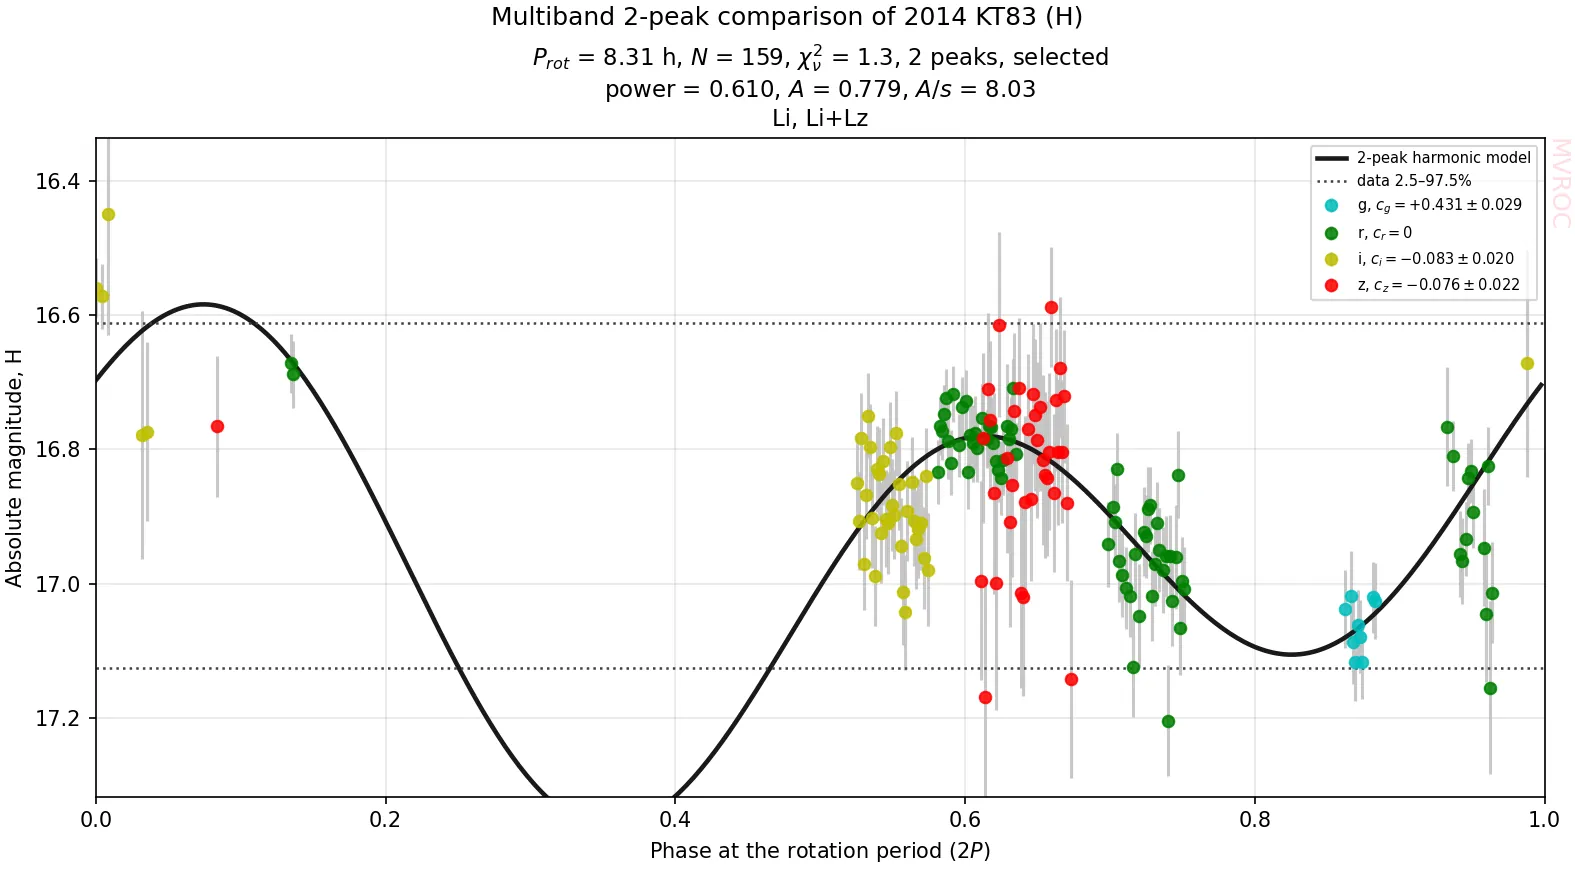 Multiband 2-peak comparison of 2014 KT83 (H)
P_rot = 8.31 h, N = 159, χ²_ν = 1.3, 2 peaks, selected
power = 0.610, A = 0.779, A/s = 8.03
Li, Li+Lz
Absolute magnitude, H
16.4
16.6
16.8
17.0
17.2
2-peak harmonic model
data 2.5–97.5%
g, c_g = +0.431 ± 0.029
r, c_r = 0
i, c_i = −0.083 ± 0.020
z, c_z = −0.076 ± 0.022
MVROC
0.0 0.2 0.4 0.6 0.8 1.0
Phase at the rotation period (2P)